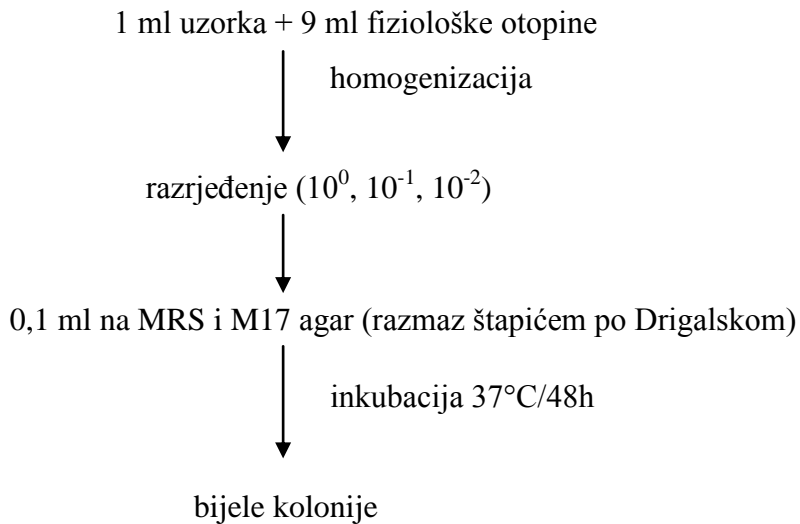 1 ml uzorka + 9 ml fiziološke otopine
homogenizacija
razrjeđenje (10⁰, 10⁻¹, 10⁻²)
0,1 ml na MRS i M17 agar (razmaz štapićem po Drigalskom)
inkubacija 37°C/48h
bijele kolonije